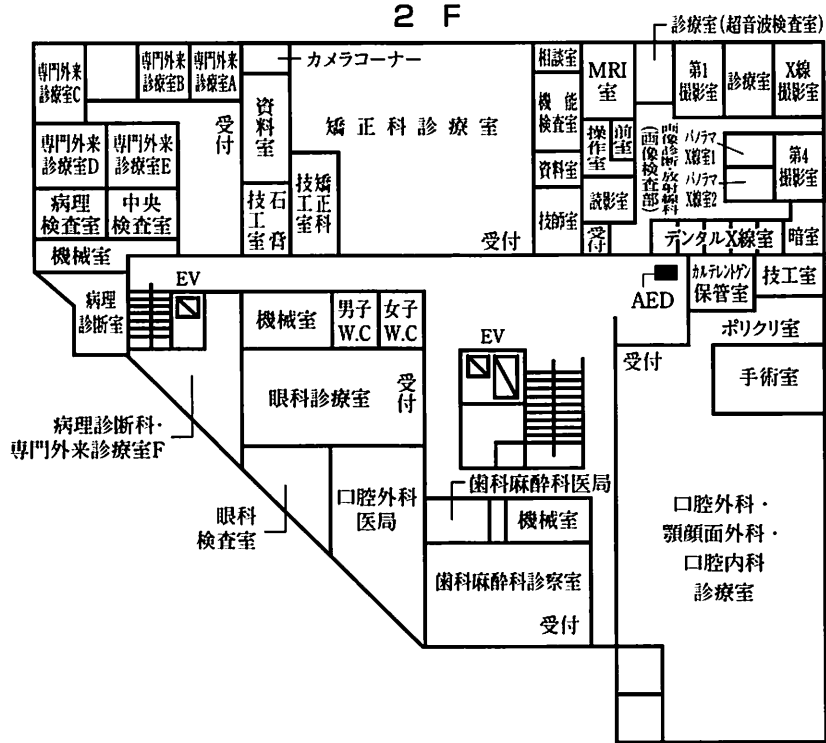 2 F
診療室(超音波検査室)
専門外来
診療室C
専門外来
診療室B
専門外来
診療室A
受付
カメラコーナー
資料室
矯正科診療室
相談室
機能
検査室
MRI
室
第1
撮影室
診療室
X線
撮影室
専門外来
診療室D
専門外来
診療室E
操作室
前室
画像診断・放射線科
(画像検査部)
パノラマ
X線室1
パノラマ
X線室2
第4
撮影室
資料室
病理
検査室
中央
検査室
石膏
技工室
矯正科
技工室
技師室
読影室
受付
受付
デンタルX線室
暗室
機械室
EV
病理
診断室
機械室
男子
W.C
女子
W.C
AED
カルテレントゲン
保管室
技工室
ポリクリ室
EV
受付
手術室
眼科診療室
受付
病理診断科・
専門外来診療室F
歯科麻酔科医局
眼科
検査室
口腔外科
医局
機械室
口腔外科・
顎顔面外科・
口腔内科
診療室
歯科麻酔科診察室
受付